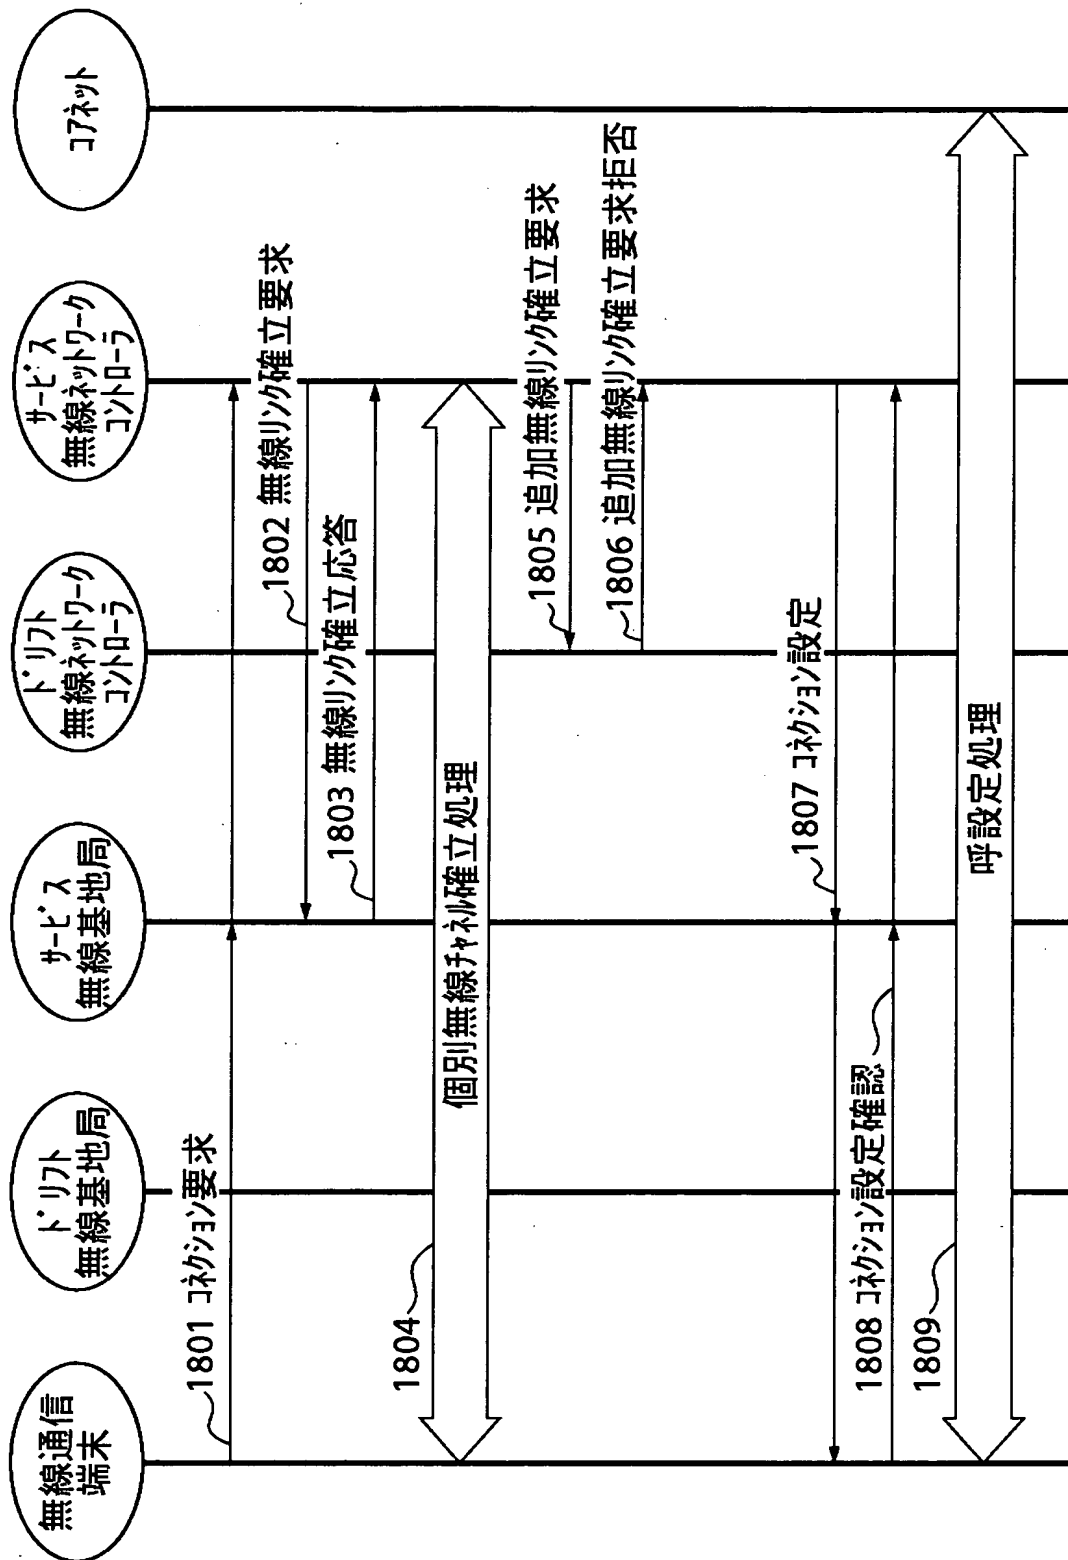 無線通信
端末
ドリフト
無線基地局
サービス
無線基地局
ドリフト
無線ネットワーク
コントローラ
サービス
無線ネットワーク
コントローラ
コアネット
1801 コネクション要求
1802 無線リンク確立要求
1803 無線リンク確立応答
1804
個別無線チャネル確立処理
1805 追加無線リンク確立要求
1806 追加無線リンク確立要求拒否
1807 コネクション設定
1808 コネクション設定確認
1809
呼設定処理